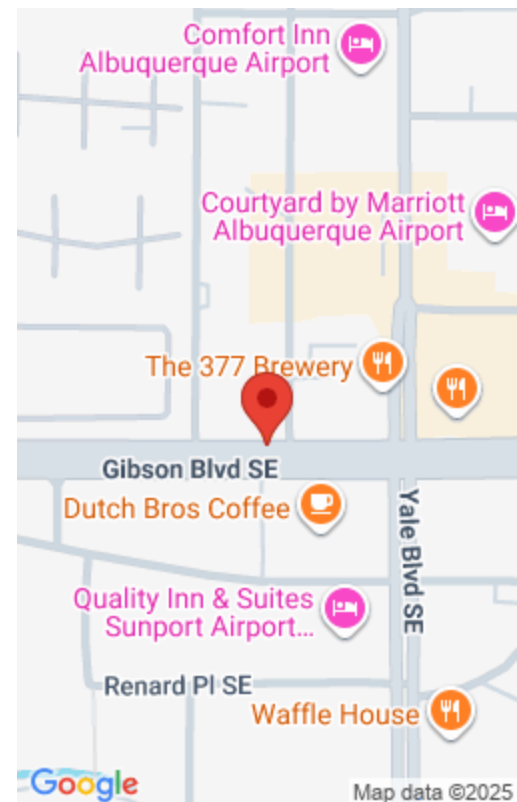 Comfort Inn
Albuquerque Airport
Courtyard by Marriott
Albuquerque Airport
The 377 Brewery
Gibson Blvd SE
Dutch Bros Coffee
Yale Blvd SE
Quality Inn & Suites
Sunport Airport...
Renard Pl SE
Waffle House
Google
Map data ©2025